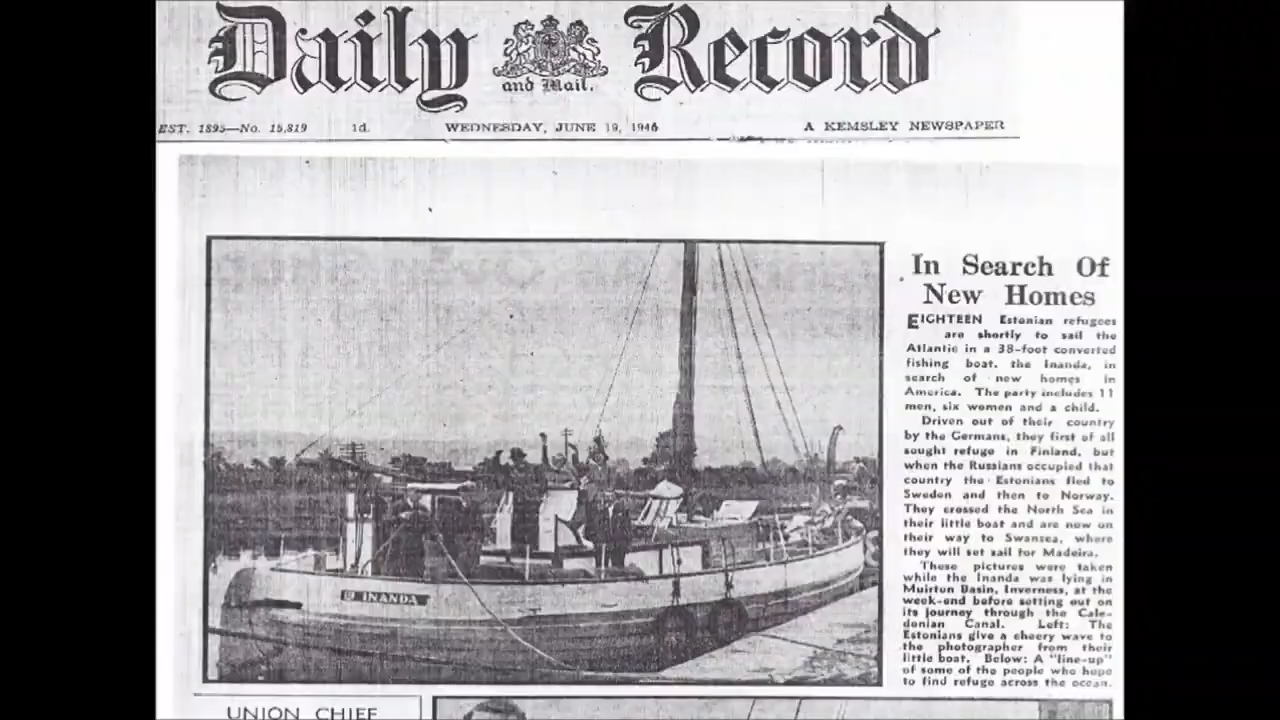 Daily Record
and Mail.
EST. 1895—No. 15,819 1d. WEDNESDAY, JUNE 19, 1946 A KEMSLEY NEWSPAPER
In Search Of
New Homes
EIGHTEEN Estonian refugees
are shortly to sail the
Atlantic in a 38-foot converted
fishing boat, the Inanda, in
search of new homes in
America. The party includes 11
men, six women and a child.
Driven out of their country
by the Germans, they first of all
sought refuge in Finland, but
when the Russians occupied that
country the Estonians fled to
Sweden and then to Norway.
They crossed the North Sea in
their little boat and are now on
their way to Swansea, where
they will set sail for Madeira.
These pictures were taken
while the Inanda was lying in
Muirton Basin, Inverness, at the
week-end before setting out on
its journey through the Cale-
donian Canal. Left: The
Estonians give a cheery wave to
the photographer from their
little boat. Below: A "line-up"
of some of the people who hope
to find refuge across the ocean.
INANDA
UNION CHIEF